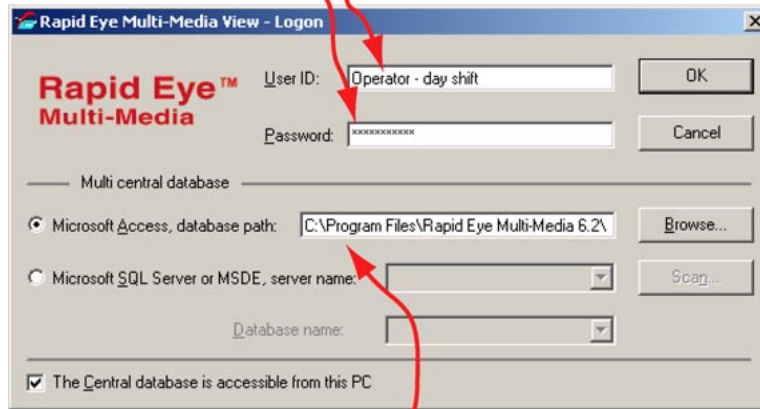 Rapid Eye Multi-Media View - Logon
Rapid Eye™
Multi-Media
User ID: Operator - day shift OK
Password: *********** Cancel
Multi central database
Microsoft Access, database path: C:\Program Files\Rapid Eye Multi-Media 6.2\ Browse...
Microsoft SQL Server or MSDE, server name: Scan...
Database name:
The Central database is accessible from this PC